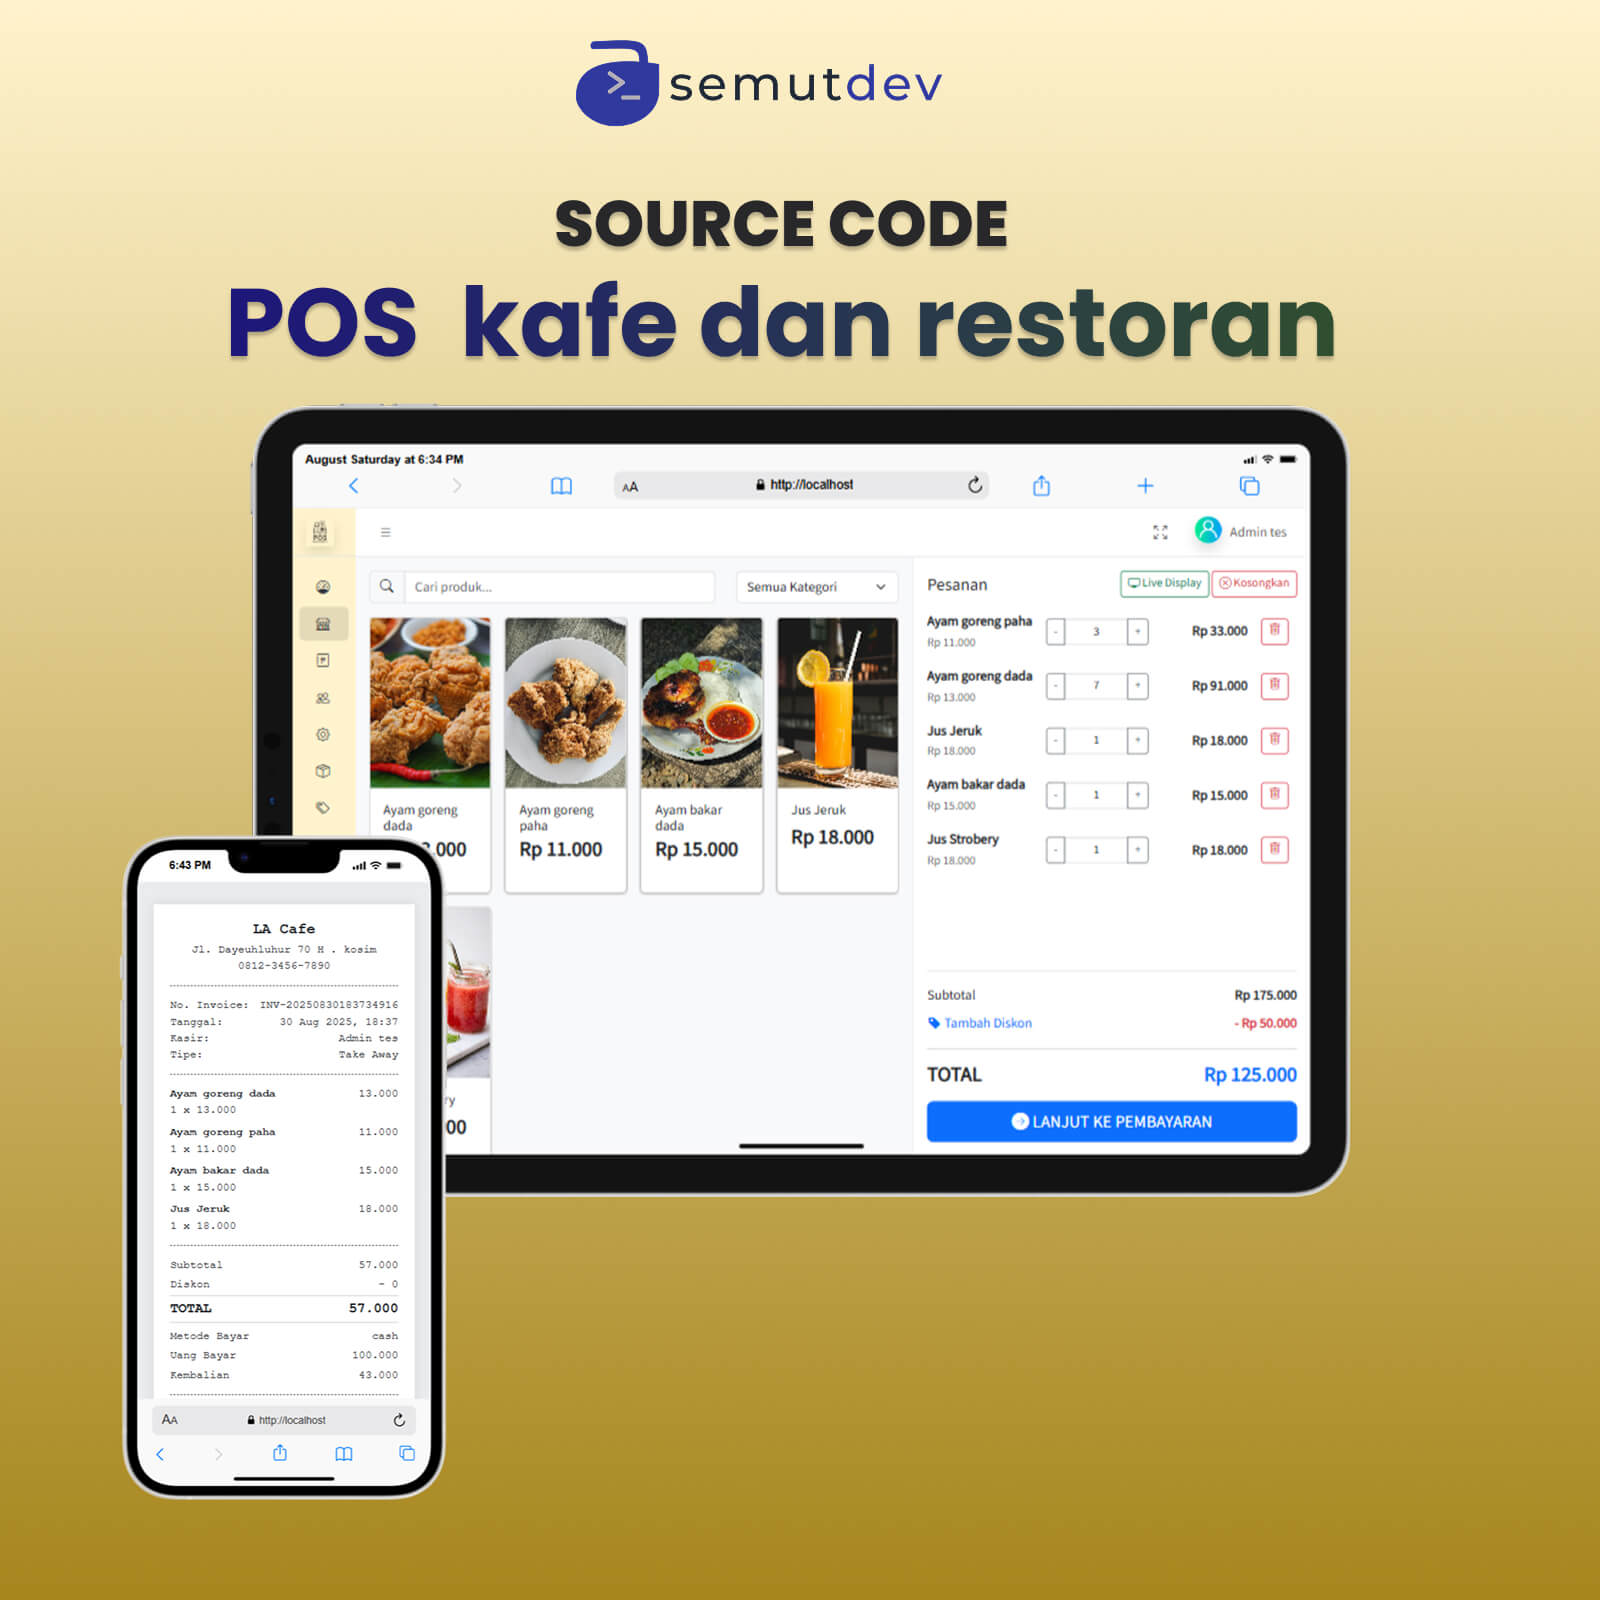 semutdev
SOURCE CODE
POS kafe dan restoran
August Saturday at 6:34 PM
AA
http://localhost
POS
Admin tes
Cari produk...
Semua Kategori
Ayam goreng
dada
.000
Ayam goreng
paha
Rp 11.000
Ayam bakar
dada
Rp 15.000
Jus Jeruk
Rp 18.000
ry
00
Pesanan
Live Display
Kosongkan
Ayam goreng paha
Rp 11.000
- 3 +
Rp 33.000
Ayam goreng dada
Rp 13.000
- 7 +
Rp 91.000
Jus Jeruk
Rp 18.000
- 1 +
Rp 18.000
Ayam bakar dada
Rp 15.000
- 1 +
Rp 15.000
Jus Strobery
Rp 18.000
- 1 +
Rp 18.000
Subtotal Rp 175.000
Tambah Diskon - Rp 50.000
TOTAL Rp 125.000
LANJUT KE PEMBAYARAN
6:43 PM
LA Cafe
Jl. Dayeuhluhur 70 H . kosim
0812-3456-7890
No. Invoice: INV-20250830183734916
Tanggal: 30 Aug 2025, 18:37
Kasir: Admin tes
Tipe: Take Away
Ayam goreng dada 13.000
1 x 13.000
Ayam goreng paha 11.000
1 x 11.000
Ayam bakar dada 15.000
1 x 15.000
Jus Jeruk 18.000
1 x 18.000
Subtotal 57.000
Diskon - 0
TOTAL 57.000
Metode Bayar cash
Uang Bayar 100.000
Kembalian 43.000
AA
http://localhost